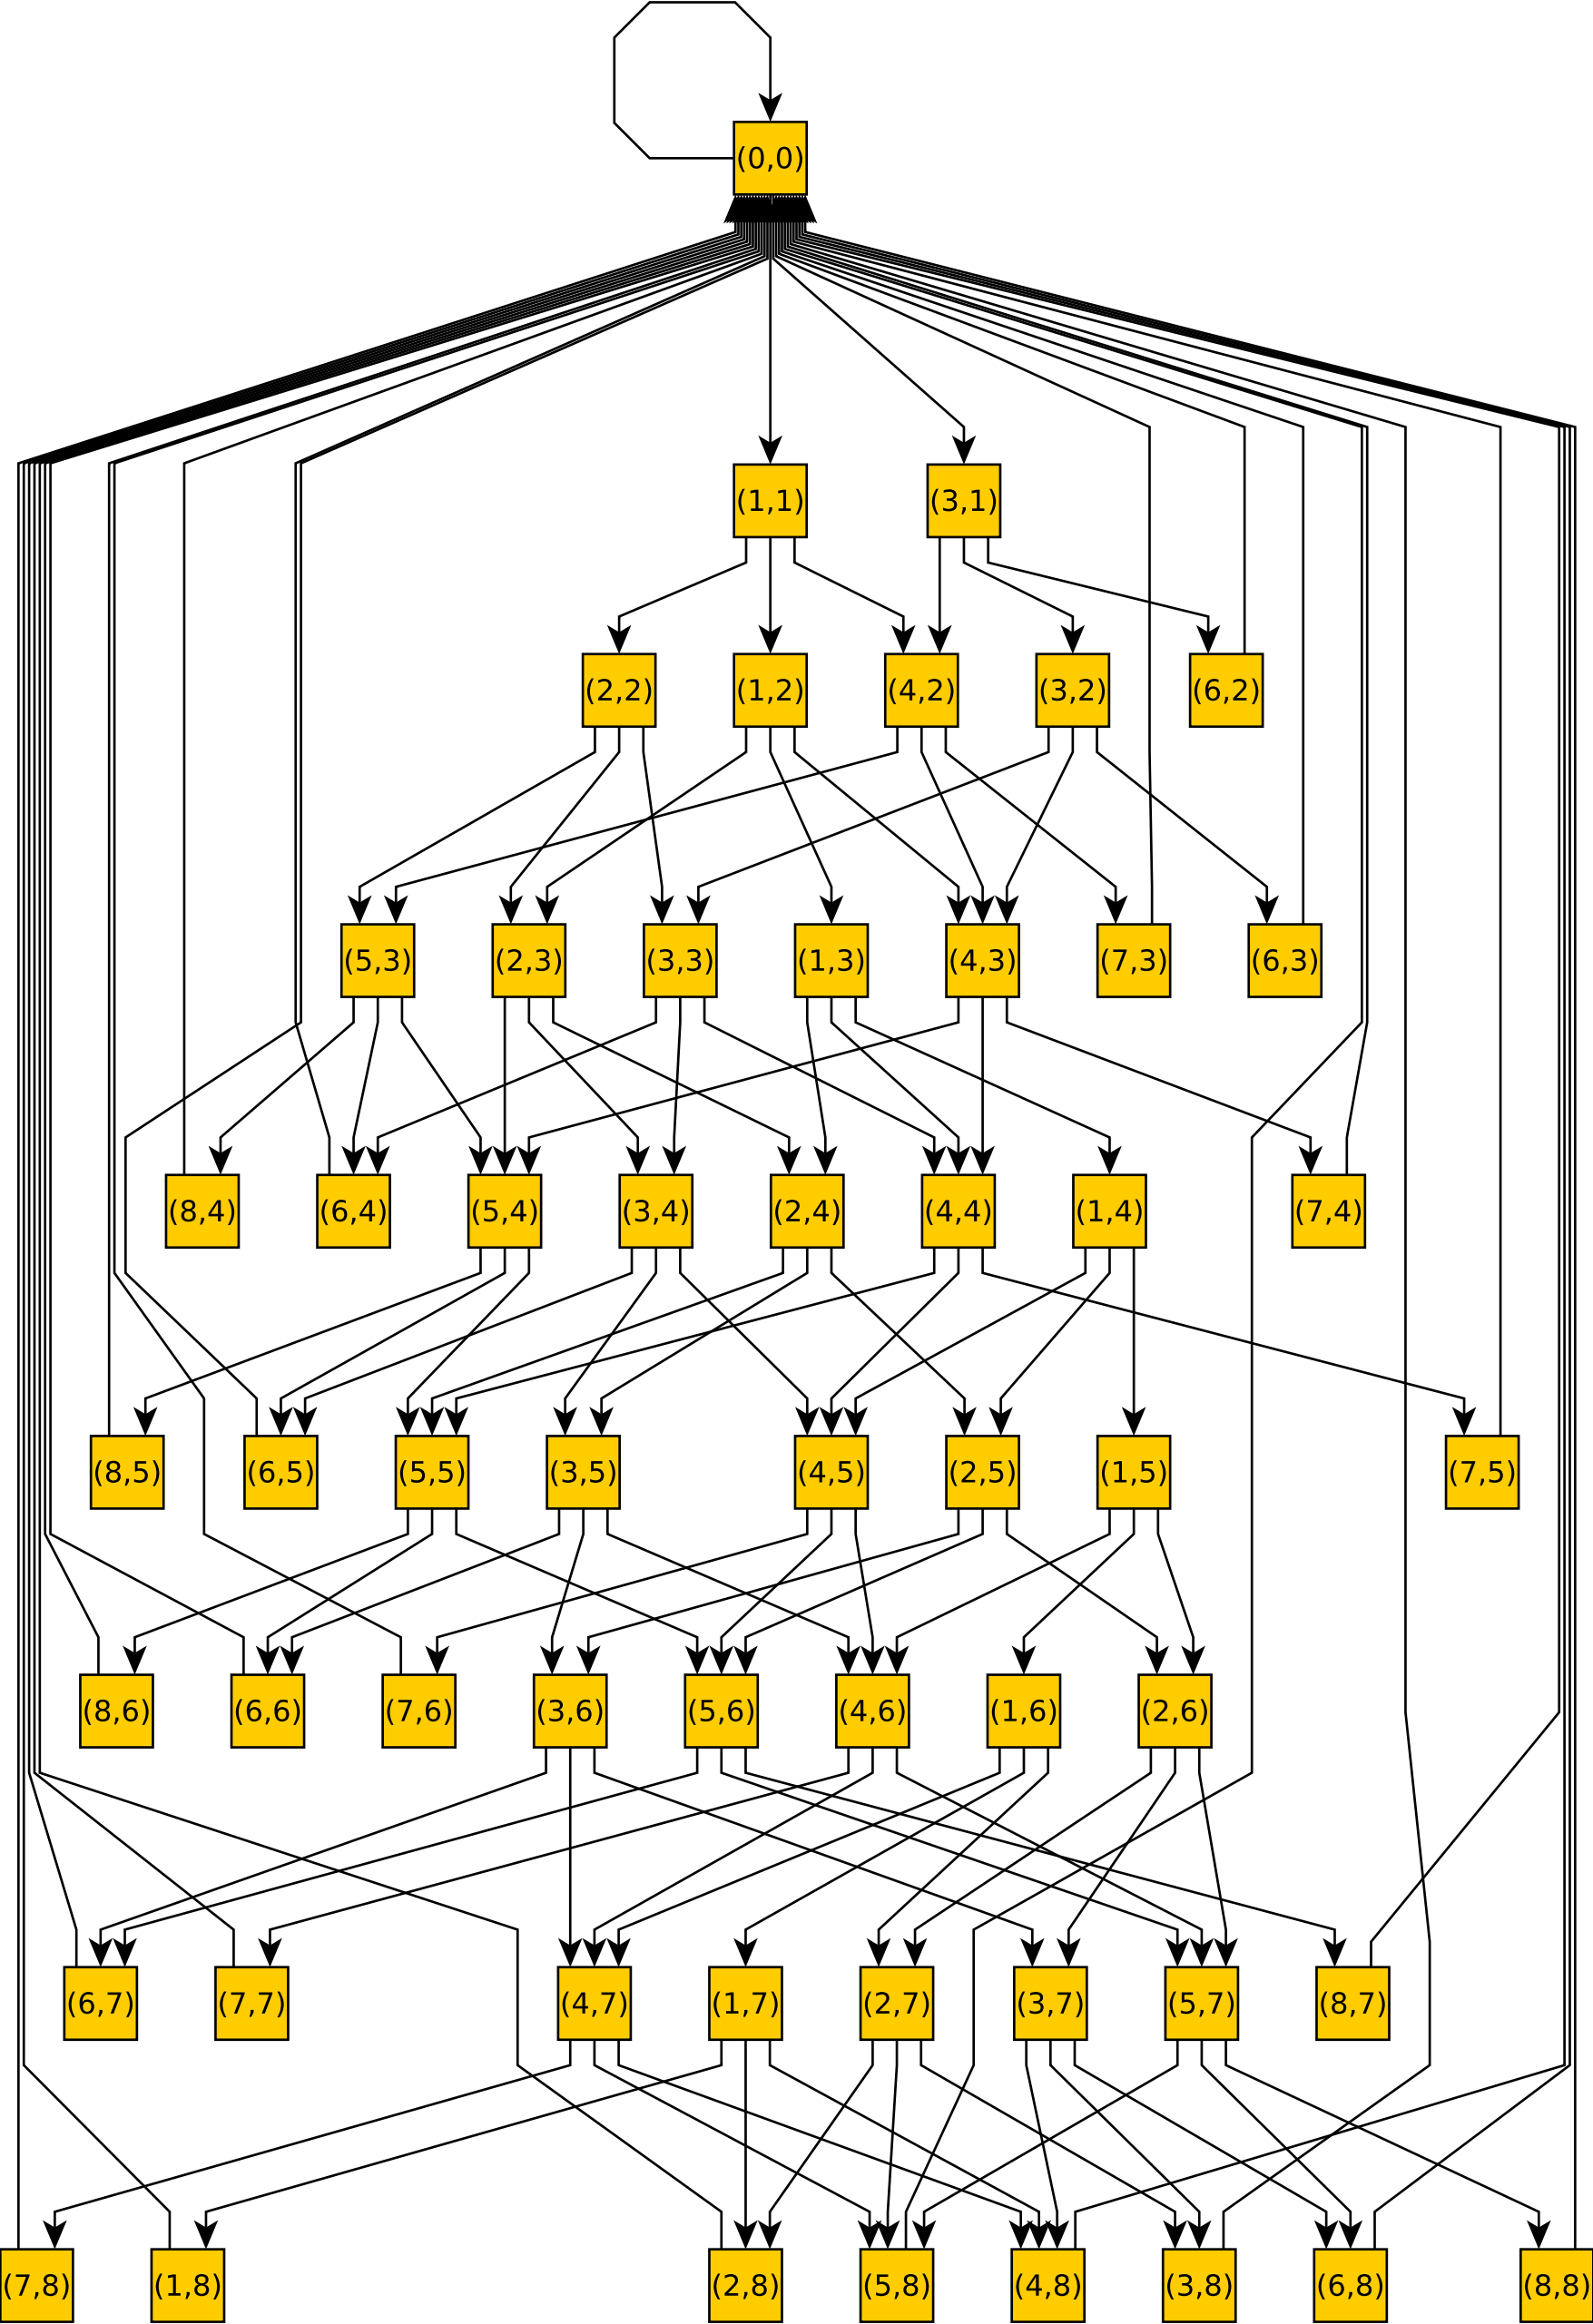 (0,0)
(1,1) (3,1)
(2,2) (1,2) (4,2) (3,2) (6,2)
(5,3) (2,3) (3,3) (1,3) (4,3) (7,3) (6,3)
(8,4) (6,4) (5,4) (3,4) (2,4) (4,4) (1,4) (7,4)
(8,5) (6,5) (5,5) (3,5) (4,5) (2,5) (1,5) (7,5)
(8,6) (6,6) (7,6) (3,6) (5,6) (4,6) (1,6) (2,6)
(6,7) (7,7) (4,7) (1,7) (2,7) (3,7) (5,7) (8,7)
(7,8) (1,8) (2,8) (5,8) (4,8) (3,8) (6,8) (8,8)